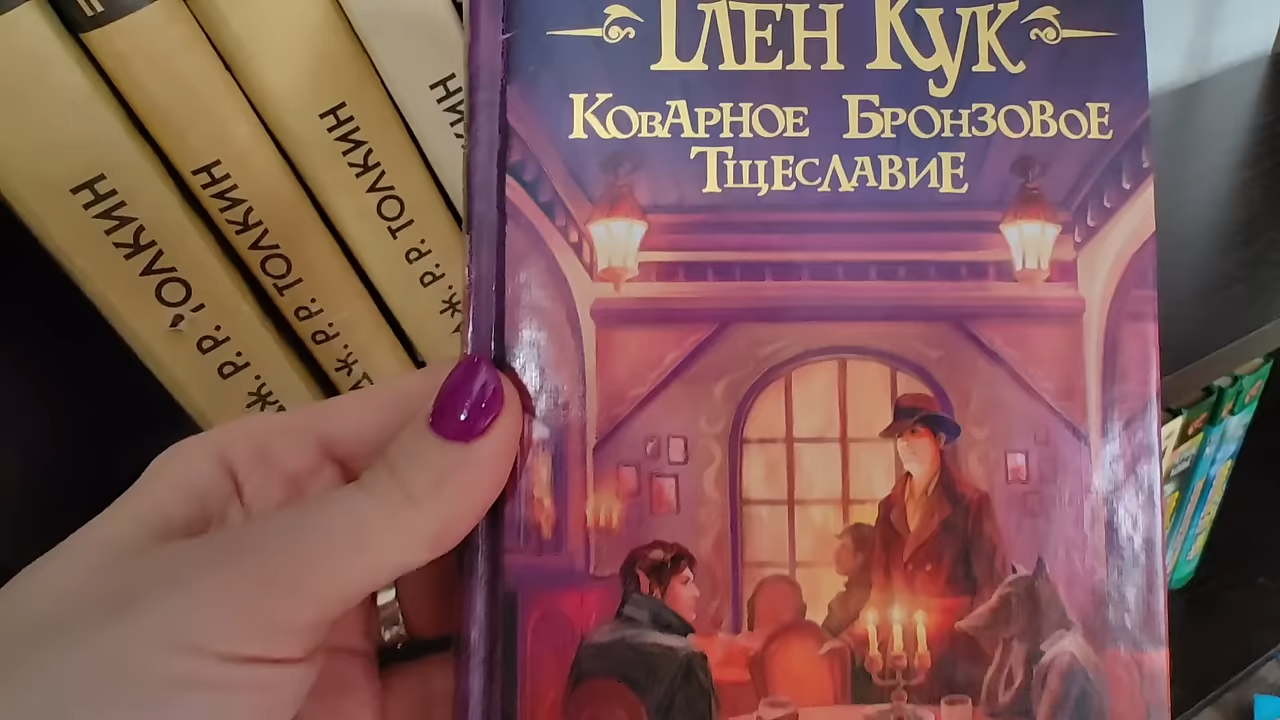 Глен Кук
Коварное Бронзовое
Тщеславие
Дж. Р. Р. ТОЛКИН
Дж. Р. Р. ТОЛКИН
Дж. Р. Р. ТОЛКИН